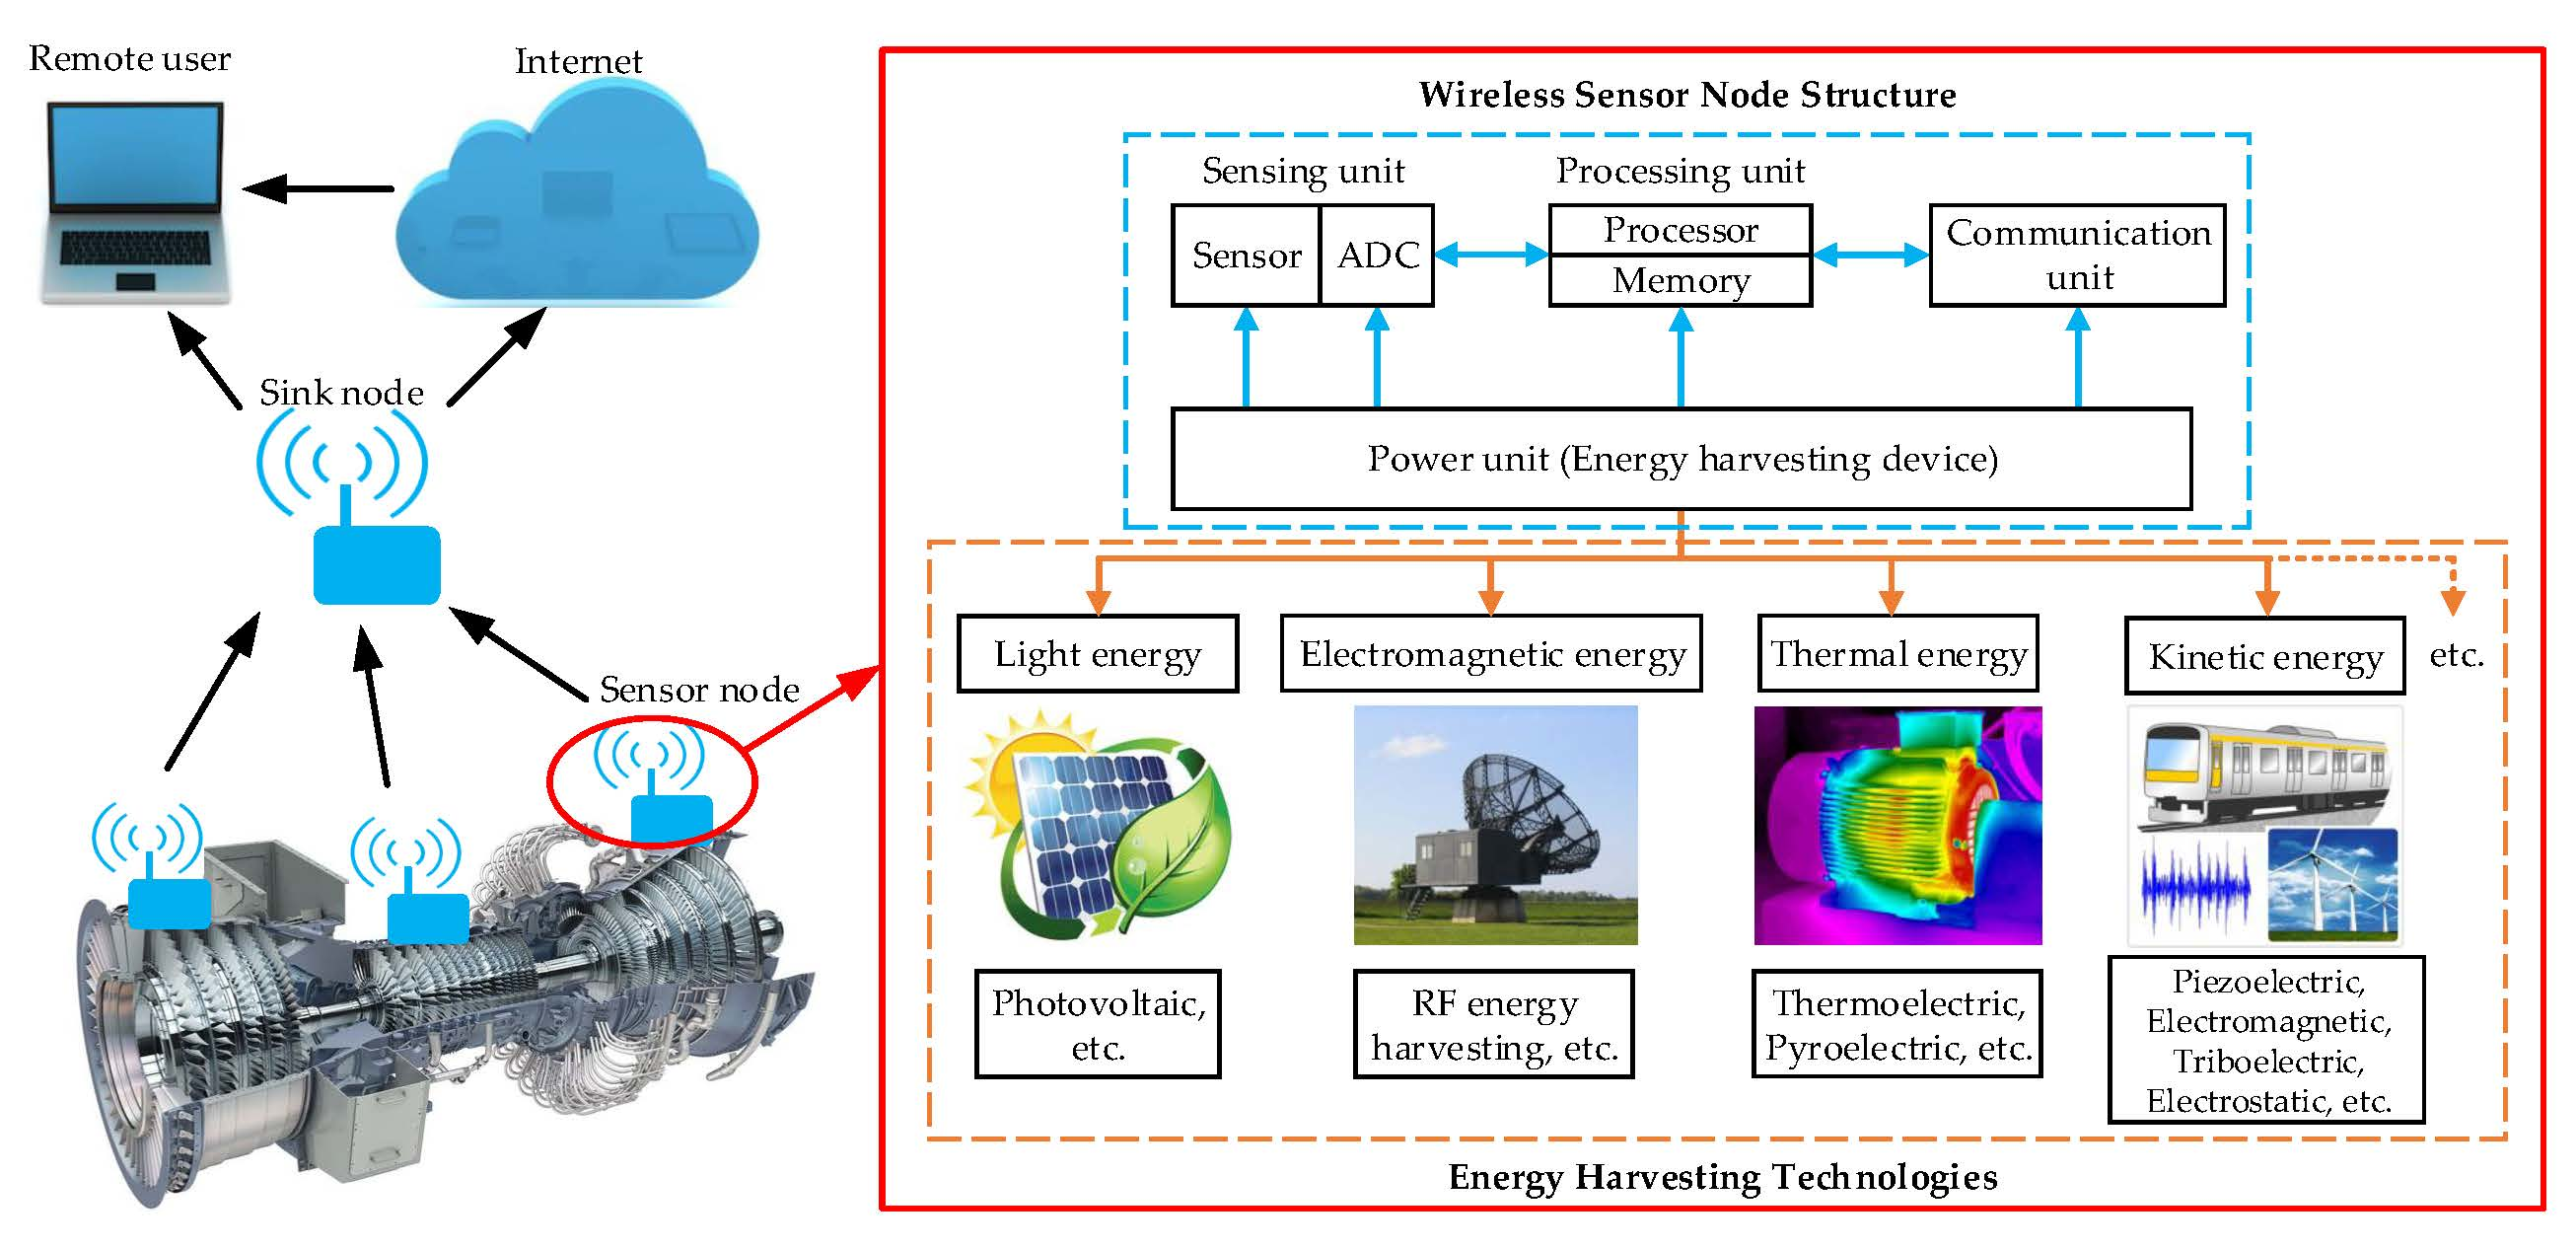 Remote user
Internet
Sink node
Sensor node
Wireless Sensor Node Structure
Sensing unit
Processing unit
Sensor
ADC
Processor
Memory
Communication
unit
Power unit (Energy harvesting device)
Light energy
Electromagnetic energy
Thermal energy
Kinetic energy
etc.
Photovoltaic,
etc.
RF energy
harvesting, etc.
Thermoelectric,
Pyroelectric, etc.
Piezoelectric,
Electromagnetic,
Triboelectric,
Electrostatic, etc.
Energy Harvesting Technologies